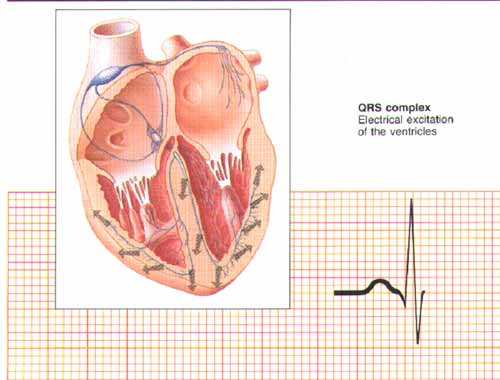 QRS complex
Electrical excitation
of the ventricles